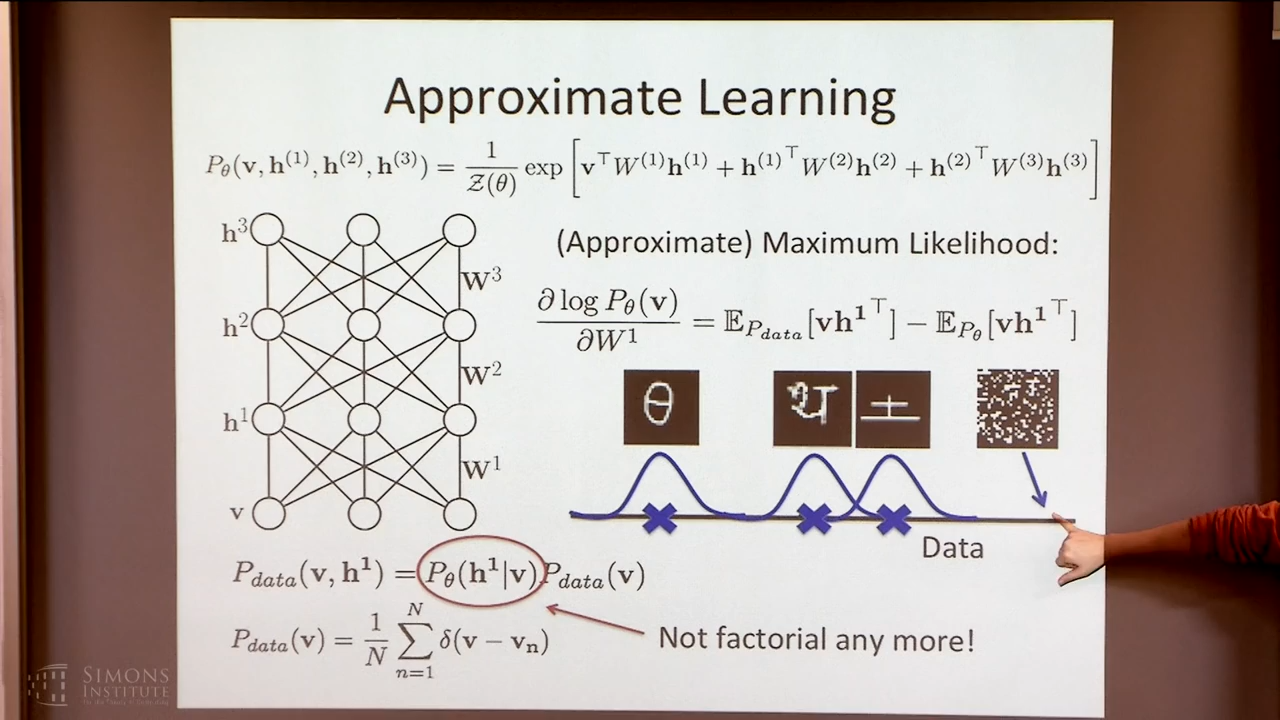 Approximate Learning
P_θ(v, h^(1), h^(2), h^(3)) = 1/Z(θ) exp [v^⊤ W^(1) h^(1) + h^(1)⊤ W^(2) h^(2) + h^(2)⊤ W^(3) h^(3)]
(Approximate) Maximum Likelihood:
∂ log P_θ(v) / ∂W^1 = 𝔼_{P_data}[vh^1⊤] − 𝔼_{P_θ}[vh^1⊤]
h^3
W^3
h^2
W^2
h^1
W^1
v
θ থ 土
Data
P_data(v, h^1) = P_θ(h^1|v) P_data(v)
P_data(v) = 1/N ∑_{n=1}^{N} δ(v − v_n)
Not factorial any more!
SIMONS
INSTITUTE